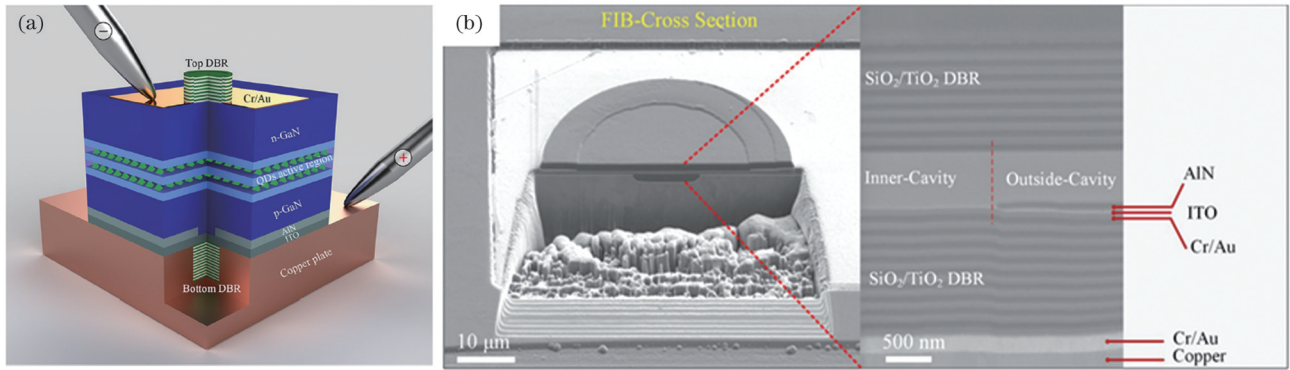 (a)
−
Top DBR
Cr/Au
n-GaN
QDs active region
+
p-GaN
AlN
ITO
Copper plate
Bottom DBR
(b)
FIB-Cross Section
10 μm
SiO₂/TiO₂ DBR
Inner-Cavity
Outside-Cavity
AlN
ITO
Cr/Au
SiO₂/TiO₂ DBR
500 nm
Cr/Au
Copper